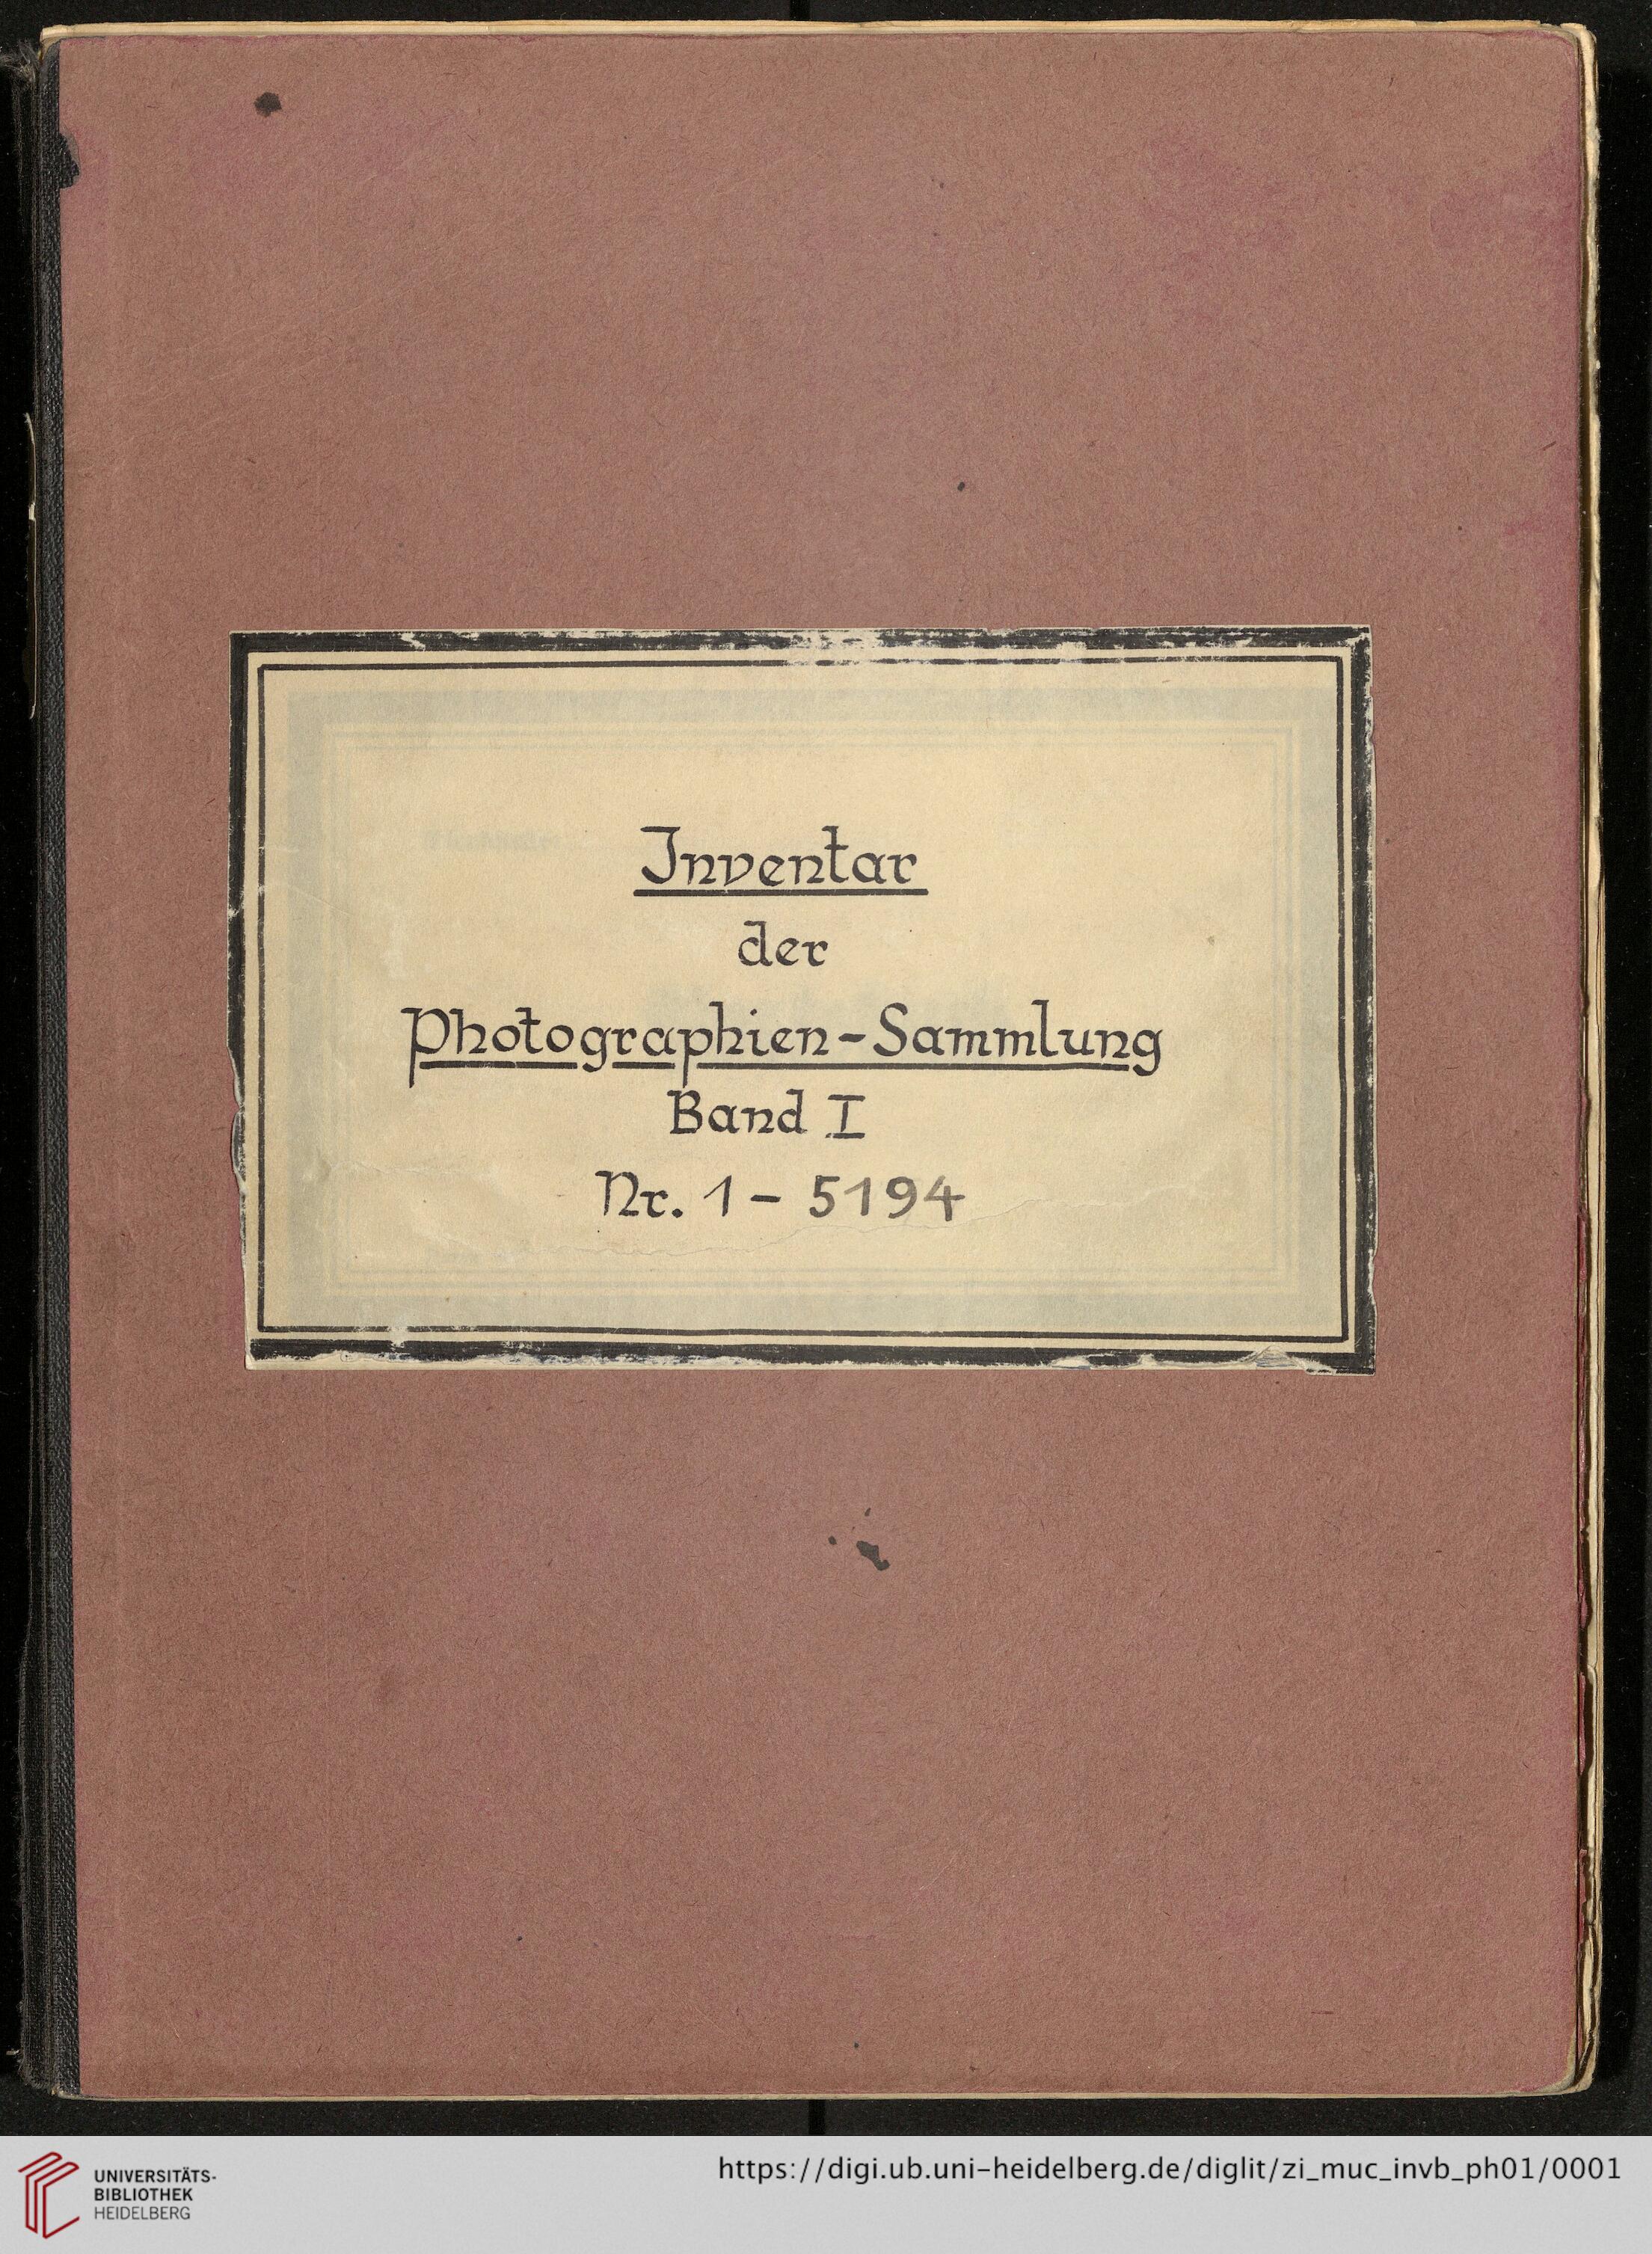 Inventar
der
Photographien-Sammlung
Band I
Nr. 1 - 5194
UNIVERSITÄTS-
BIBLIOTHEK
HEIDELBERG
https://digi.ub.uni-heidelberg.de/diglit/zi_muc_invb_ph01/0001